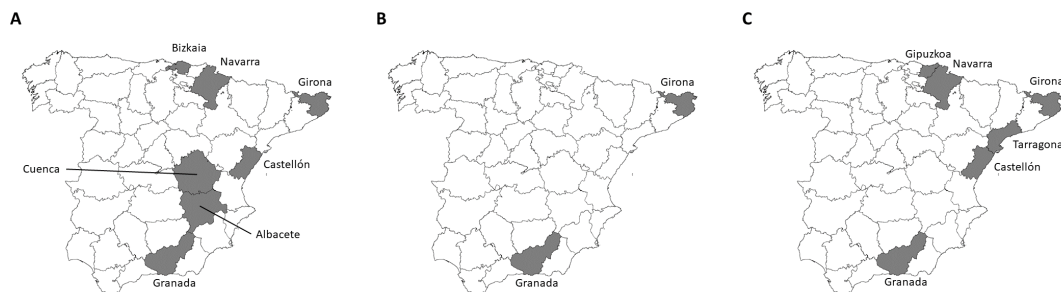 A
Bizkaia
Navarra
Girona
Castellón
Cuenca
Albacete
Granada
B
Girona
Granada
C
Gipuzkoa
Navarra
Girona
Tarragona
Castellón
Granada